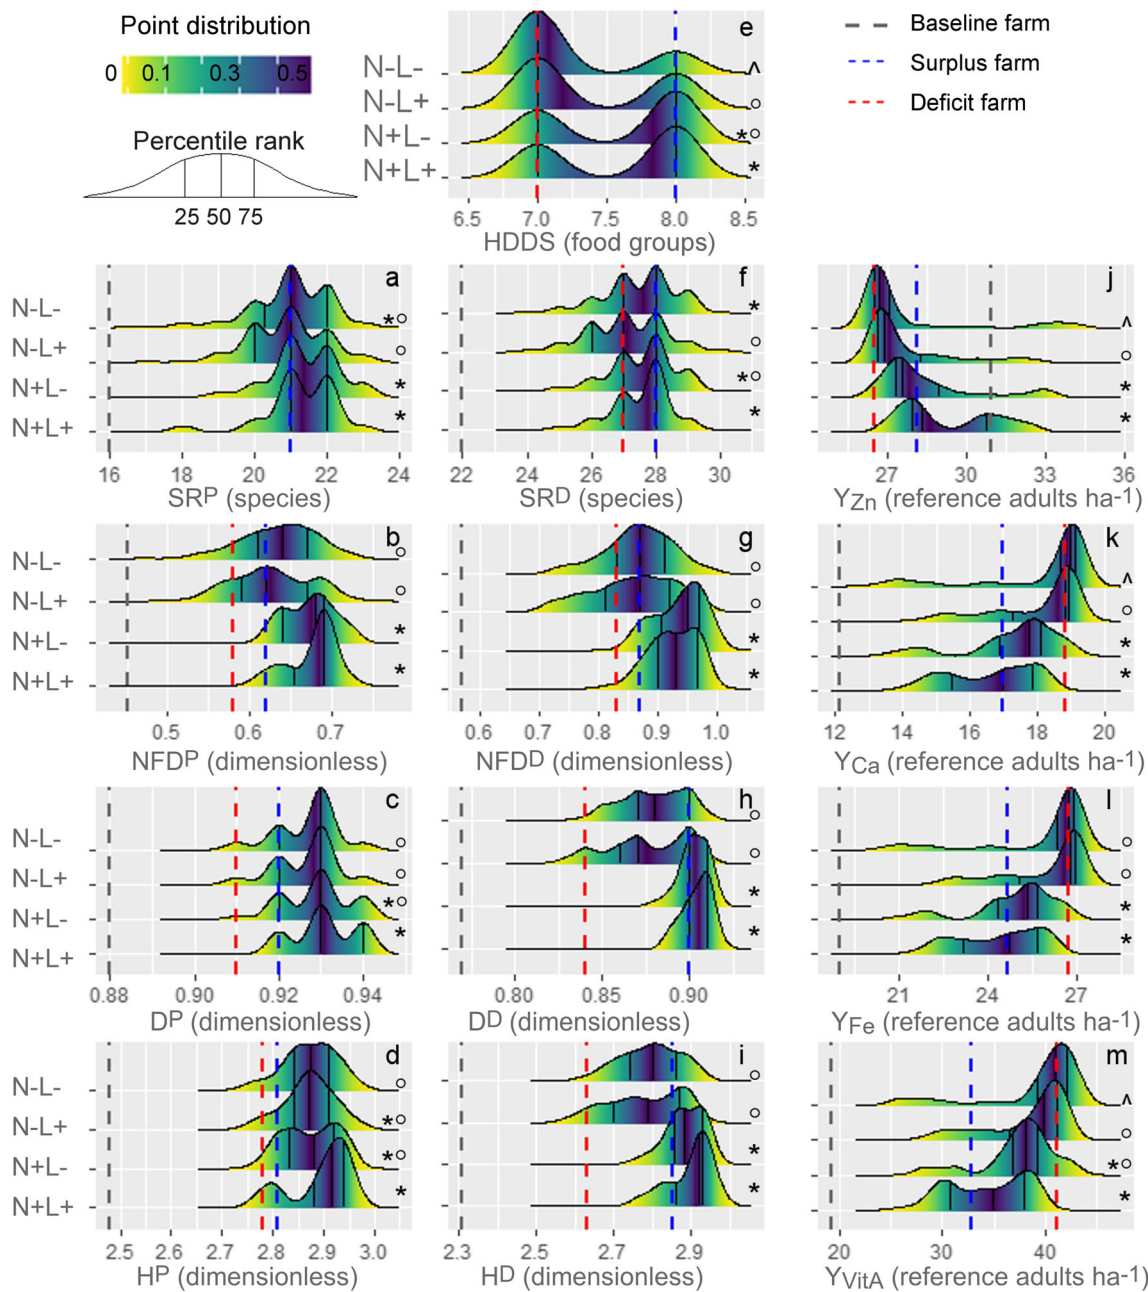 Point distribution
0 0.1 0.3 0.5
Percentile rank
25 50 75
Baseline farm
Surplus farm
Deficit farm
e
N-L- ^
N-L+ °
N+L- *°
N+L+ *
6.5 7.0 7.5 8.0 8.5
HDDS (food groups)
a f j
N-L- *° * ^
N-L+ ° ° °
N+L- * *° *
N+L+ * * *
16 18 20 22 24
SRP (species)
22 24 26 28 30
SRD (species)
27 30 33 36
YZn (reference adults ha-1)
b g k
N-L- ° ° ^
N-L+ ° ° °
N+L- * * *
N+L+ * * *
0.5 0.6 0.7
NFDP (dimensionless)
0.6 0.7 0.8 0.9 1.0
NFDD (dimensionless)
12 14 16 18 20
YCa (reference adults ha-1)
c h l
N-L- ° ° °
N-L+ ° ° °
N+L- *° * *
N+L+ * * *
0.88 0.90 0.92 0.94
DP (dimensionless)
0.80 0.85 0.90
DD (dimensionless)
21 24 27
YFe (reference adults ha-1)
d i m
N-L- ° ° ^
N-L+ *° ° °
N+L- *° * *°
N+L+ * * *
2.5 2.6 2.8 2.9 3.0
HP (dimensionless)
2.3 2.5 2.7 2.9
HD (dimensionless)
20 30 40
YVitA (reference adults ha-1)